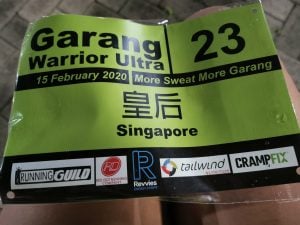 Garang
Warrior Ultra
23
15 February 2020
More Sweat More Garang
皇后
Singapore
RUNNING GUILD
RD
R
Revvies
tailwind
CRAMPFIX